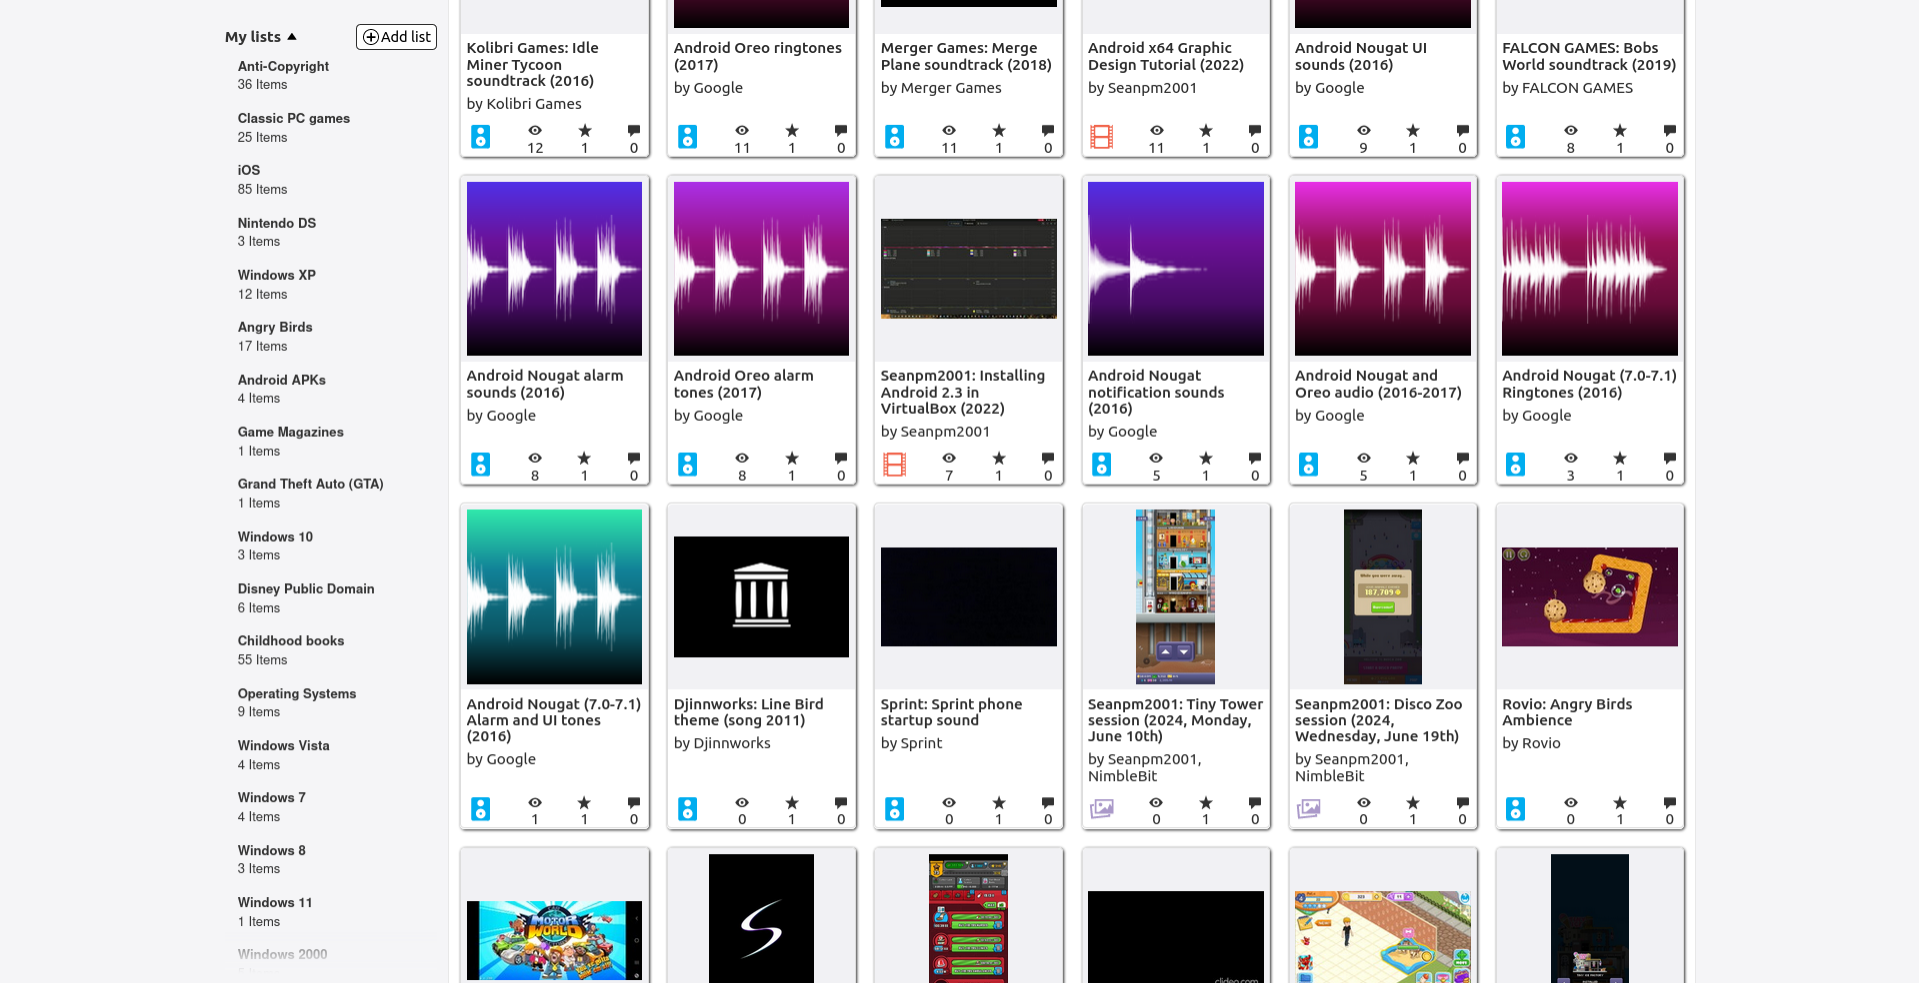 My lists
Add list
Anti-Copyright
36 Items
Classic PC games
25 Items
iOS
85 Items
Nintendo DS
3 Items
Windows XP
12 Items
Angry Birds
17 Items
Android APKs
4 Items
Game Magazines
1 Items
Grand Theft Auto (GTA)
1 Items
Windows 10
3 Items
Disney Public Domain
6 Items
Childhood books
55 Items
Operating Systems
9 Items
Windows Vista
4 Items
Windows 7
4 Items
Windows 8
3 Items
Windows 11
1 Items
Windows 2000
Kolibri Games: Idle
Miner Tycoon
soundtrack (2016)
by Kolibri Games
12 1 0
Android Oreo ringtones
(2017)
by Google
11 1 0
Merger Games: Merge
Plane soundtrack (2018)
by Merger Games
11 1 0
Android x64 Graphic
Design Tutorial (2022)
by Seanpm2001
11 1 0
Android Nougat UI
sounds (2016)
by Google
9 1 0
FALCON GAMES: Bobs
World soundtrack (2019)
by FALCON GAMES
8 1 0
Android Nougat alarm
sounds (2016)
by Google
8 1 0
Android Oreo alarm
tones (2017)
by Google
8 1 0
Seanpm2001: Installing
Android 2.3 in
VirtualBox (2022)
by Seanpm2001
7 1 0
Android Nougat
notification sounds
(2016)
by Google
5 1 0
Android Nougat and
Oreo audio (2016-2017)
by Google
5 1 0
Android Nougat (7.0-7.1)
Ringtones (2016)
by Google
3 1 0
Android Nougat (7.0-7.1)
Alarm and UI tones
(2016)
by Google
1 1 0
Djinnworks: Line Bird
theme (song 2011)
by Djinnworks
0 1 0
Sprint: Sprint phone
startup sound
by Sprint
0 1 0
Seanpm2001: Tiny Tower
session (2024, Monday,
June 10th)
by Seanpm2001,
NimbleBit
0 1 0
While you were away...
187,709
Seanpm2001: Disco Zoo
session (2024,
Wednesday, June 19th)
by Seanpm2001,
NimbleBit
0 1 0
Rovio: Angry Birds
Ambience
by Rovio
0 1 0
MOTOR
WORLD
clideo.com